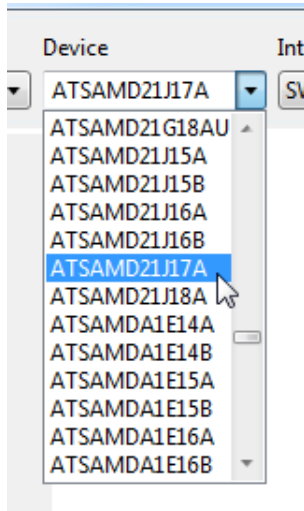 Device
Int
ATSAMD21J17A
SV
ATSAMD21G18AU
ATSAMD21J15A
ATSAMD21J15B
ATSAMD21J16A
ATSAMD21J16B
ATSAMD21J17A
ATSAMD21J18A
ATSAMDA1E14A
ATSAMDA1E14B
ATSAMDA1E15A
ATSAMDA1E15B
ATSAMDA1E16A
ATSAMDA1E16B